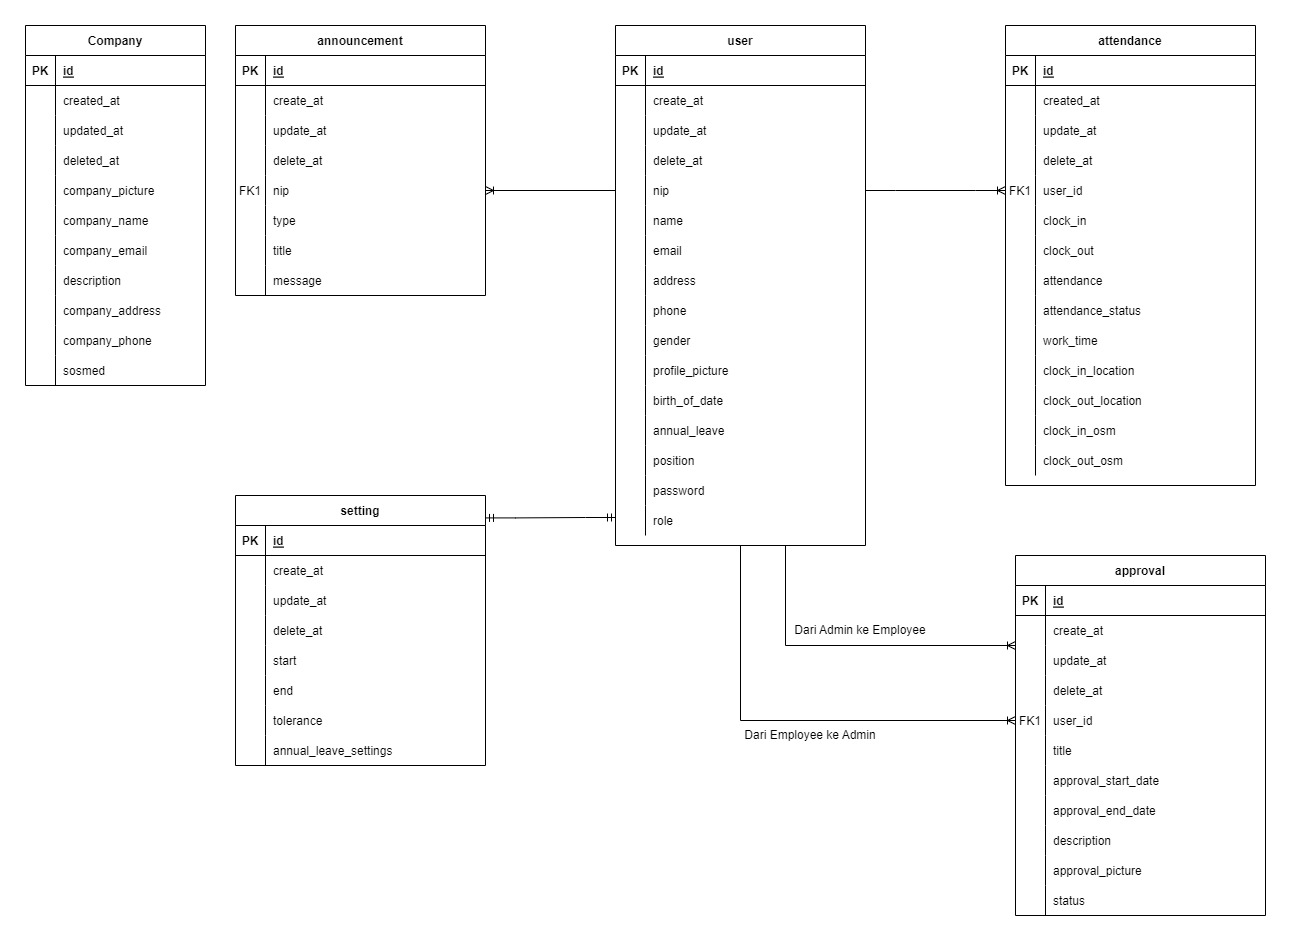 Company
PK id
created_at
updated_at
deleted_at
company_picture
company_name
company_email
description
company_address
company_phone
sosmed
announcement
PK id
create_at
update_at
delete_at
FK1 nip
type
title
message
user
PK id
create_at
update_at
delete_at
nip
name
email
address
phone
gender
profile_picture
birth_of_date
annual_leave
position
password
role
attendance
PK id
created_at
update_at
delete_at
FK1 user_id
clock_in
clock_out
attendance
attendance_status
work_time
clock_in_location
clock_out_location
clock_in_osm
clock_out_osm
setting
PK id
create_at
update_at
delete_at
start
end
tolerance
annual_leave_settings
Dari Admin ke Employee
Dari Employee ke Admin
approval
PK id
create_at
update_at
delete_at
FK1 user_id
title
approval_start_date
approval_end_date
description
approval_picture
status